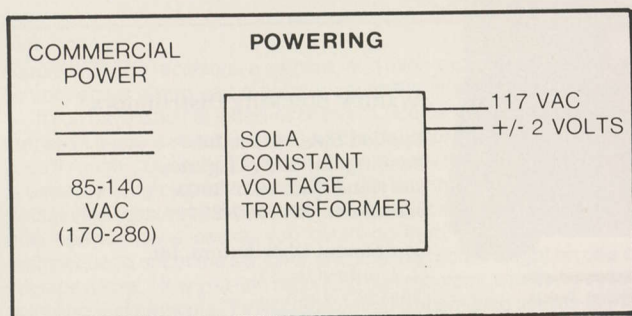 POWERING
COMMERCIAL
POWER
85-140
VAC
(170-280)
SOLA
CONSTANT
VOLTAGE
TRANSFORMER
117 VAC
+/- 2 VOLTS